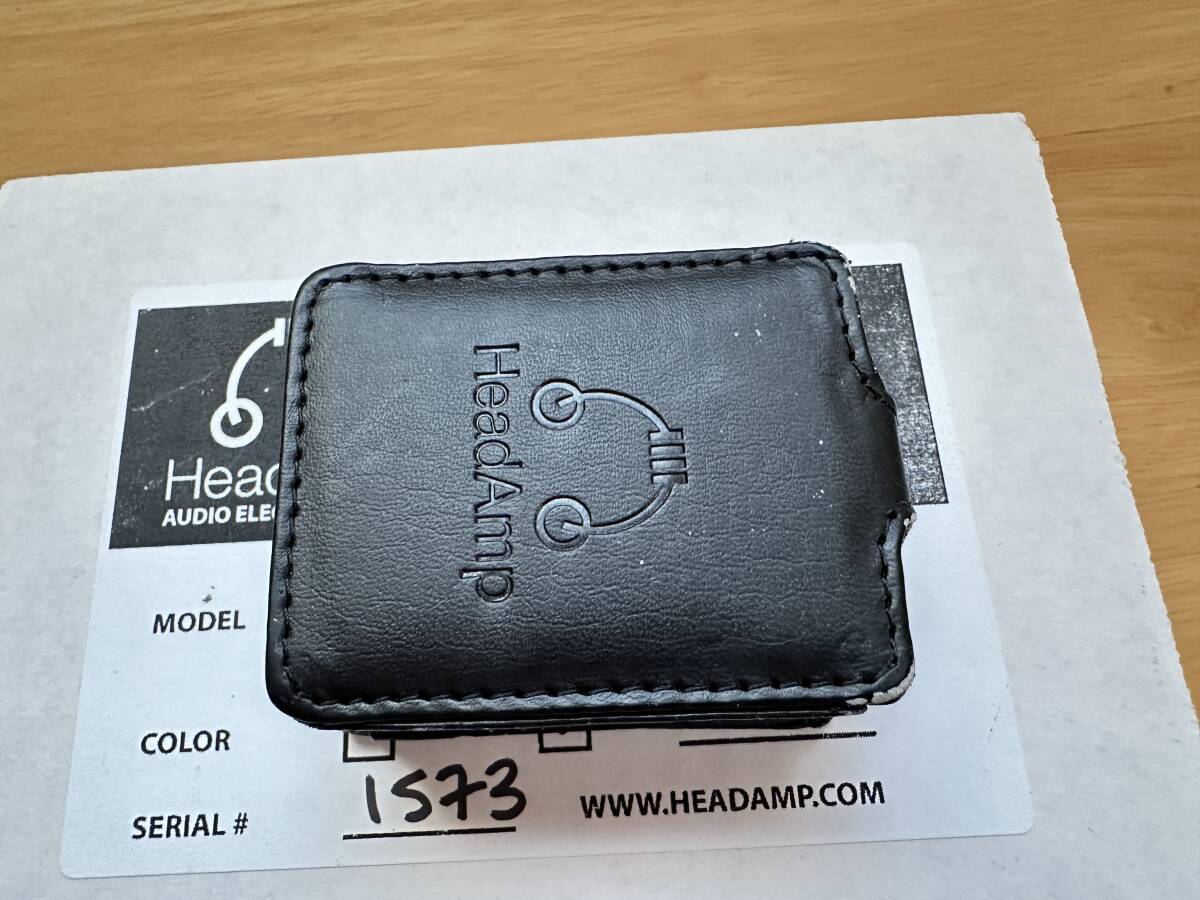 HeadAmp
Head
AUDIO ELEC
MODEL
COLOR
SERIAL # 1573
WWW.HEADAMP.COM